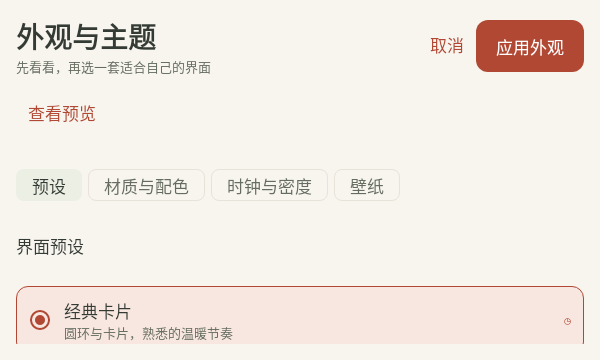 外观与主题
取消
应用外观
先看看，再选一套适合自己的界面
查看预览
预设
材质与配色
时钟与密度
壁纸
界面预设
经典卡片
圆环与卡片，熟悉的温暖节奏